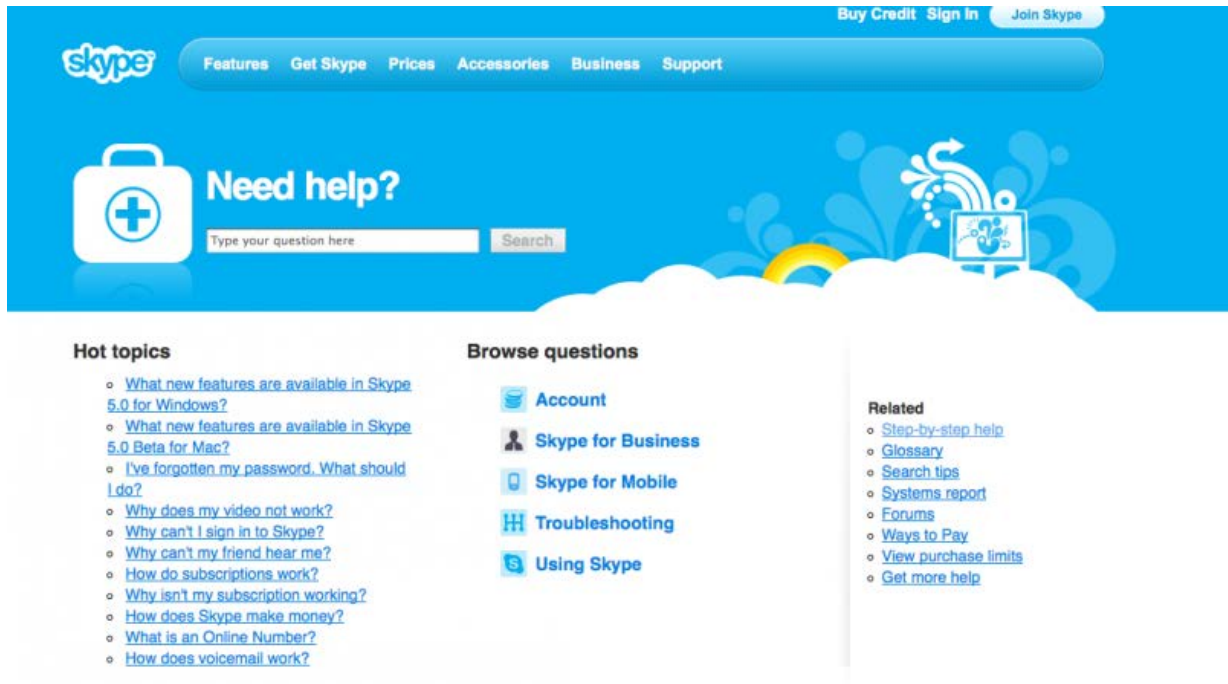 Buy Credit Sign In Join Skype
skype
Features Get Skype Prices Accessories Business Support
Need help?
Type your question here Search
Hot topics
What new features are available in Skype
5.0 for Windows?
What new features are available in Skype
5.0 Beta for Mac?
I've forgotten my password. What should
I do?
Why does my video not work?
Why can't I sign in to Skype?
Why can't my friend hear me?
How do subscriptions work?
Why isn't my subscription working?
How does Skype make money?
What is an Online Number?
How does voicemail work?
Browse questions
Account
Skype for Business
Skype for Mobile
Troubleshooting
Using Skype
Related
Step-by-step help
Glossary
Search tips
Systems report
Forums
Ways to Pay
View purchase limits
Get more help